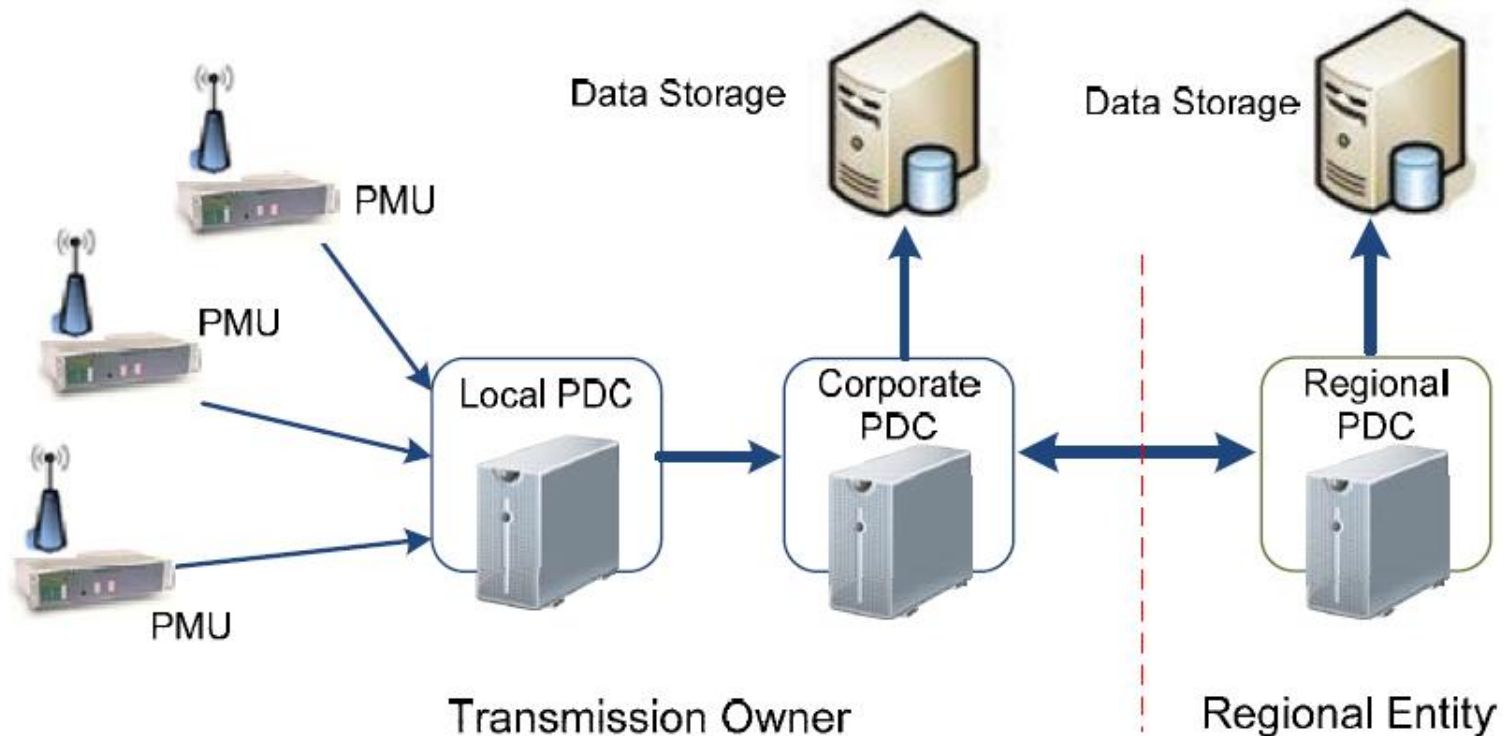 Data Storage
Data Storage
PMU
PMU
PMU
Local PDC
Corporate
PDC
Regional
PDC
Transmission Owner
Regional Entity